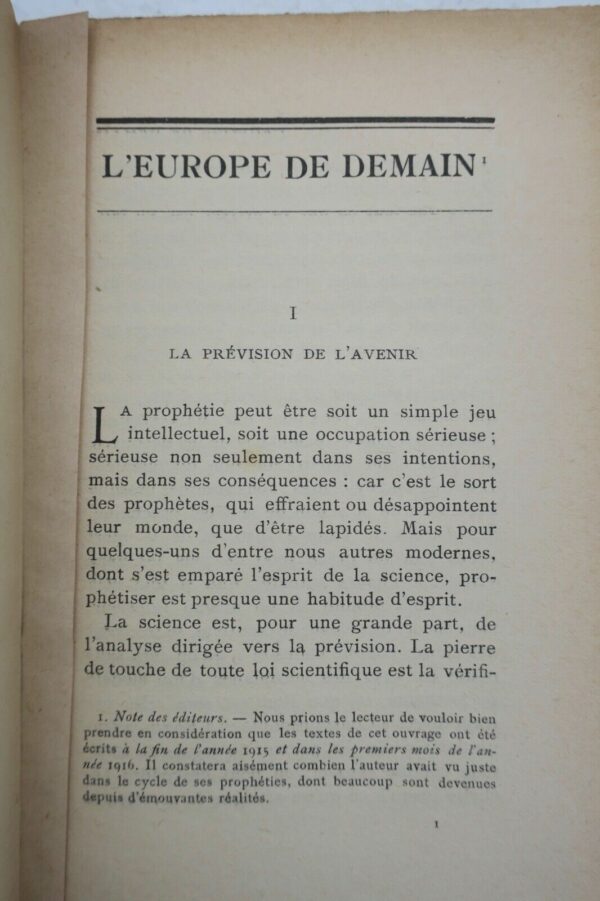 L'EUROPE DE DEMAIN ¹
I
LA PRÉVISION DE L'AVENIR
LA prophétie peut être soit un simple jeu
intellectuel, soit une occupation sérieuse ;
sérieuse non seulement dans ses intentions,
mais dans ses conséquences : car c'est le sort
des prophètes, qui effraient ou désappointent
leur monde, que d'être lapidés. Mais pour
quelques-uns d'entre nous autres modernes,
dont s'est emparé l'esprit de la science, pro-
phétiser est presque une habitude d'esprit.
La science est, pour une grande part, de
l'analyse dirigée vers la prévision. La pierre
de touche de toute loi scientifique est la vérifi-
1. Note des éditeurs. — Nous prions le lecteur de vouloir bien
prendre en considération que les textes de cet ouvrage ont été
écrits à la fin de l'année 1915 et dans les premiers mois de l'an-
née 1916. Il constatera aisément combien l'auteur avait vu juste
dans le cycle de ses prophéties, dont beaucoup sont devenues
depuis d'émouvantes réalités.
1